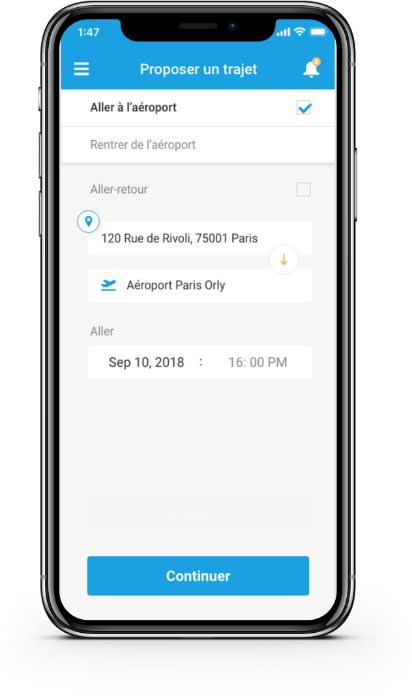 1:47
Proposer un trajet
Aller à l'aéroport
Rentrer de l'aéroport
Aller-retour
120 Rue de Rivoli, 75001 Paris
Aéroport Paris Orly
Aller
Sep 10, 2018 : 16: 00 PM
Continuer